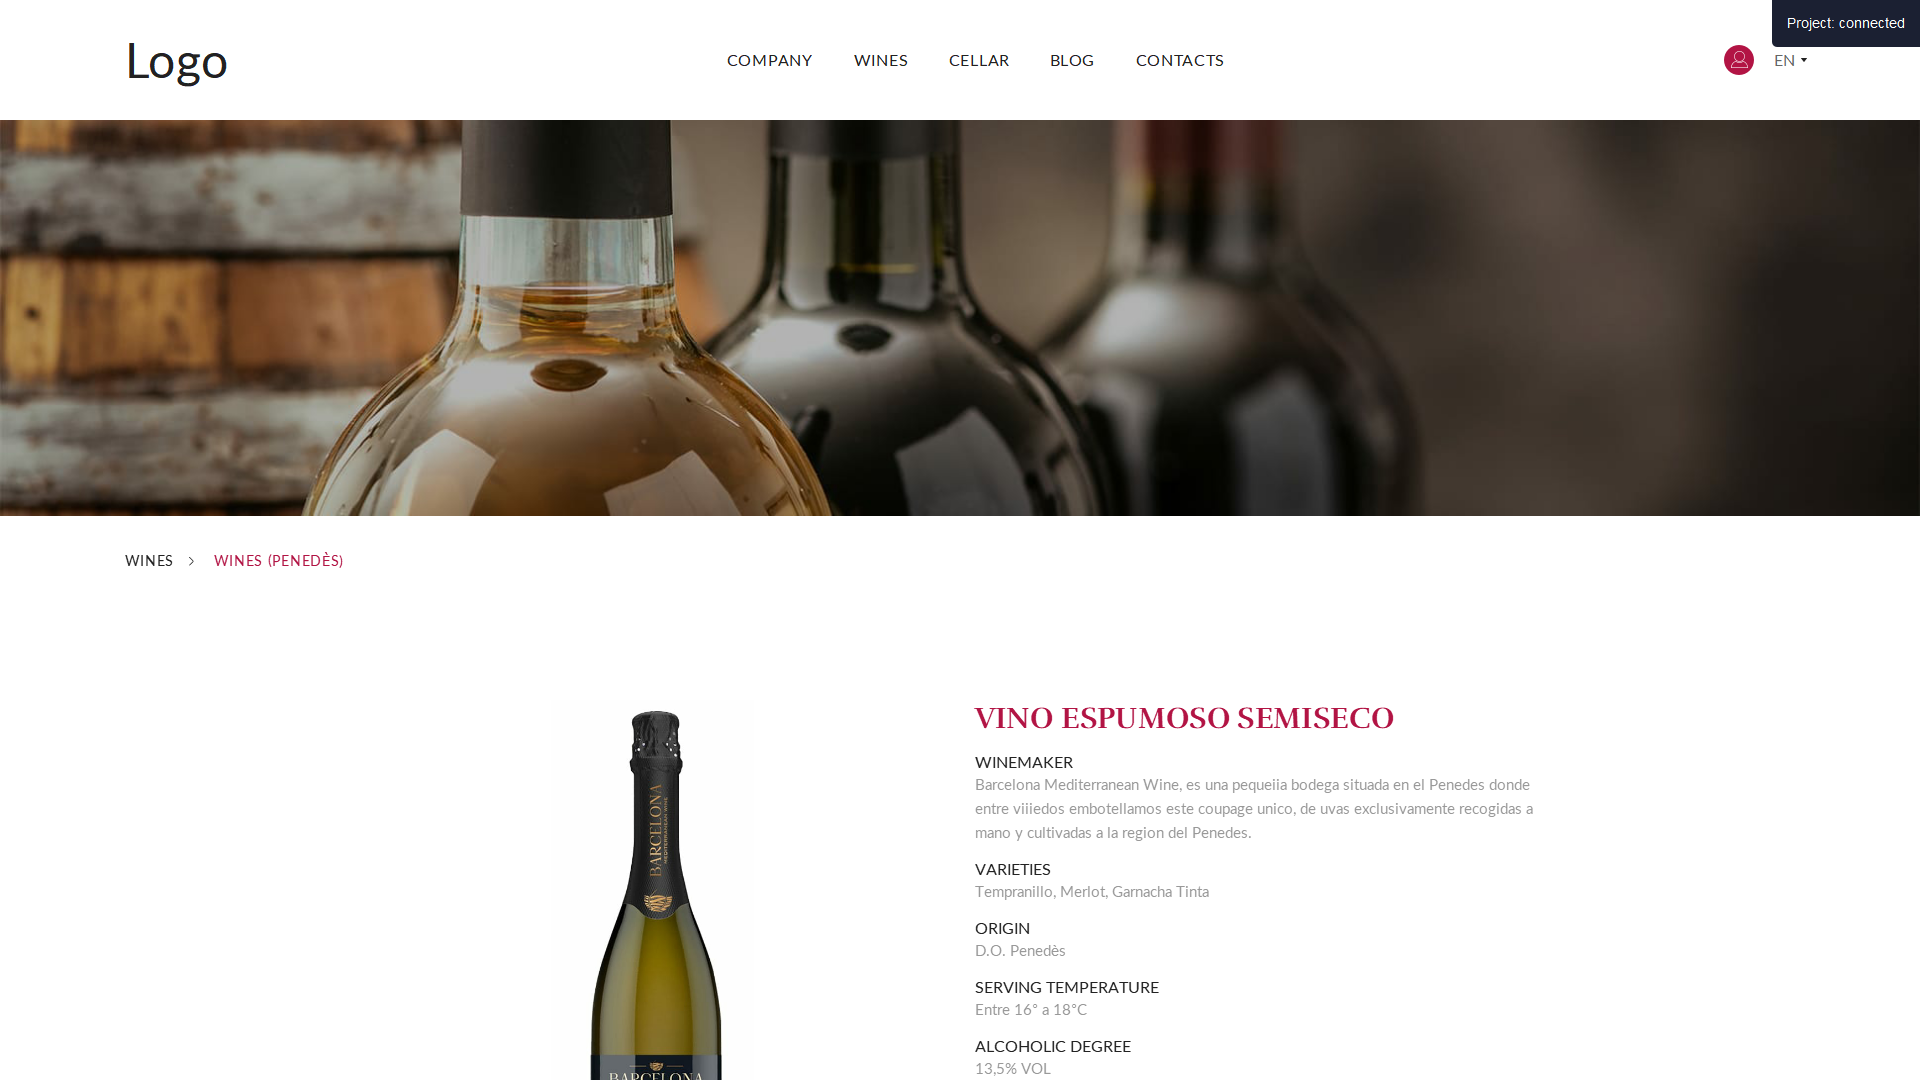 Project: connected
Logo
COMPANY WINES CELLAR BLOG CONTACTS
EN
WINES > WINES (PENEDÈS)
VINO ESPUMOSO SEMISECO
WINEMAKER
Barcelona Mediterranean Wine, es una pequeiia bodega situada en el Penedes donde
entre viiiedos embotellamos este coupage unico, de uvas exclusivamente recogidas a
mano y cultivadas a la region del Penedes.
VARIETIES
Tempranillo, Merlot, Garnacha Tinta
ORIGIN
D.O. Penedès
SERVING TEMPERATURE
Entre 16° a 18°C
ALCOHOLIC DEGREE
13,5% VOL
BARCELONA
MEDITERRANEAN WINE
BARCELONA